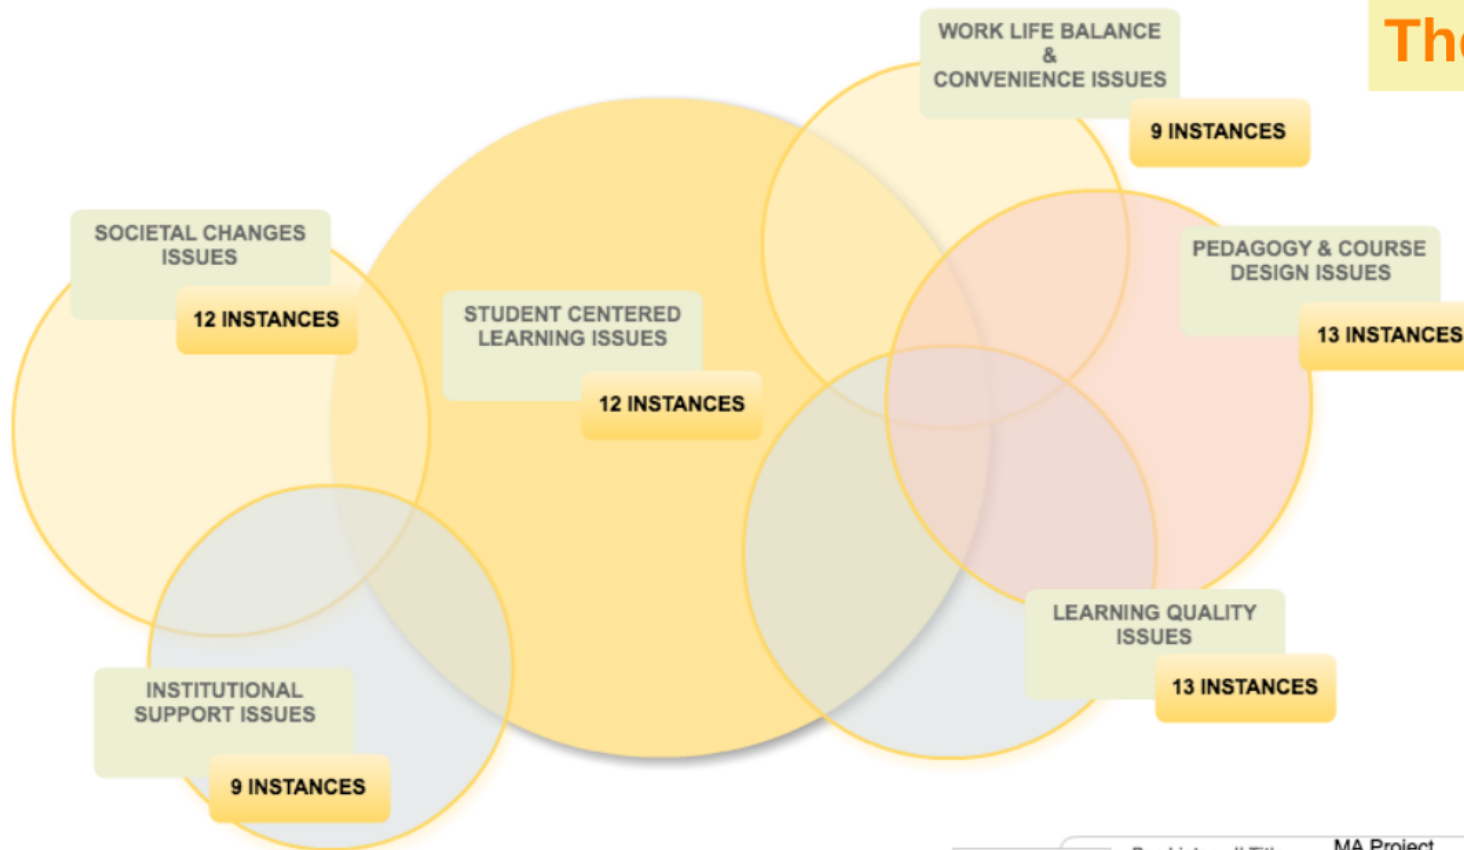 WORK LIFE BALANCE
&
CONVENIENCE ISSUES
9 INSTANCES
The
SOCIETAL CHANGES
ISSUES
12 INSTANCES
STUDENT CENTERED
LEARNING ISSUES
12 INSTANCES
PEDAGOGY & COURSE
DESIGN ISSUES
13 INSTANCES
LEARNING QUALITY
ISSUES
13 INSTANCES
INSTITUTIONAL
SUPPORT ISSUES
9 INSTANCES
MA Project